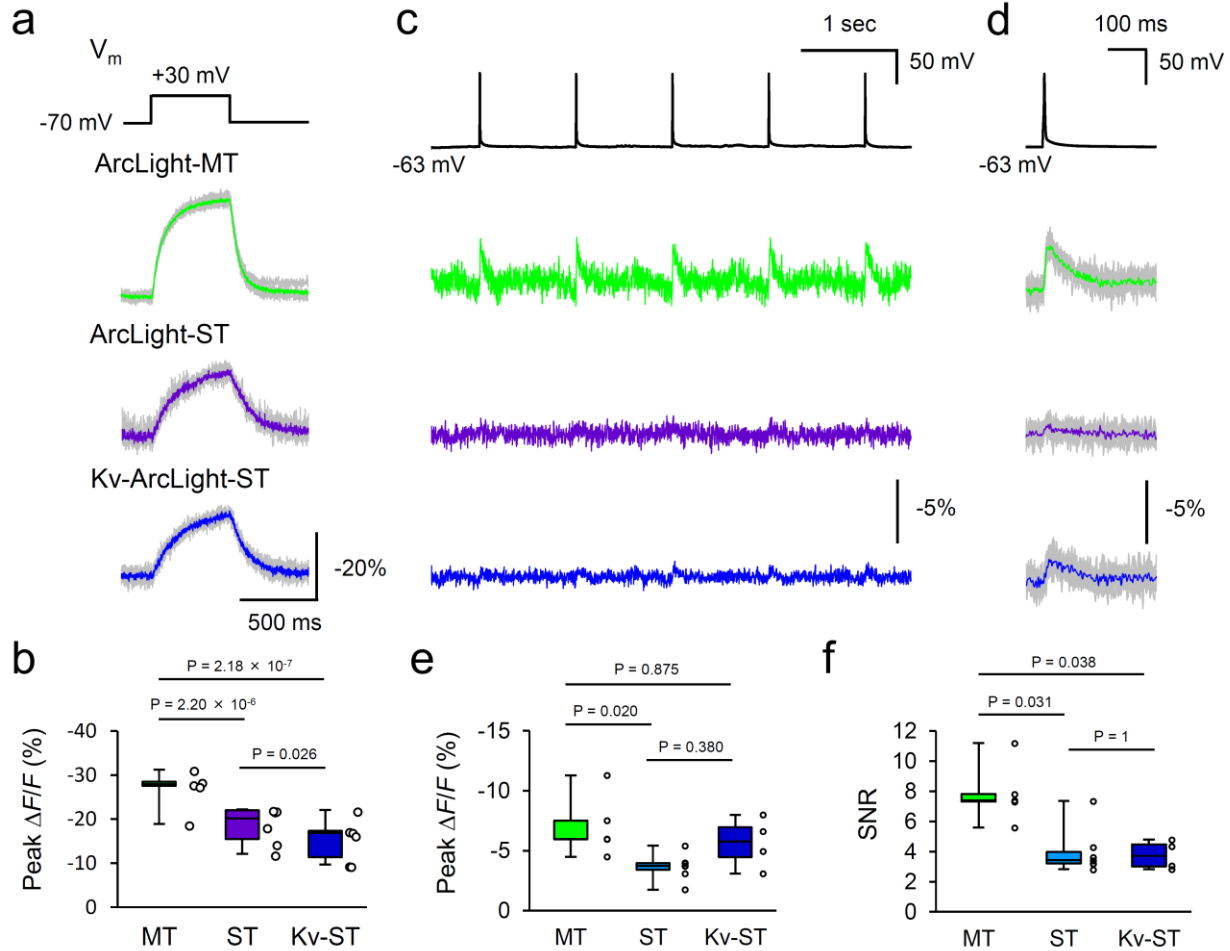 a
V_m
+30 mV
-70 mV
ArcLight-MT
ArcLight-ST
Kv-ArcLight-ST
-20%
500 ms
c
1 sec
50 mV
-63 mV
-5%
d
100 ms
50 mV
-63 mV
-5%
b
P = 2.18 × 10⁻⁷
P = 2.20 × 10⁻⁶
P = 0.026
Peak ΔF/F (%)
-40
-30
-20
-10
0
MT ST Kv-ST
e
P = 0.875
P = 0.020
P = 0.380
Peak ΔF/F (%)
-15
-10
-5
0
MT ST Kv-ST
f
P = 0.038
P = 0.031
P = 1
SNR
12
10
8
6
4
2
0
MT ST Kv-ST